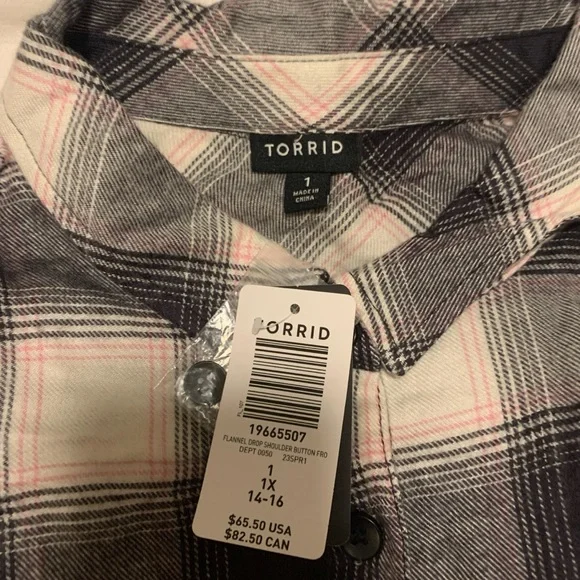 TORRID
1
MADE IN
CHINA
TORRID
19665507
FLANNEL DROP SHOULDER BUTTON FRO
DEPT 0050 23SPR1
1
1X
14-16
$65.50 USA
$82.50 CAN